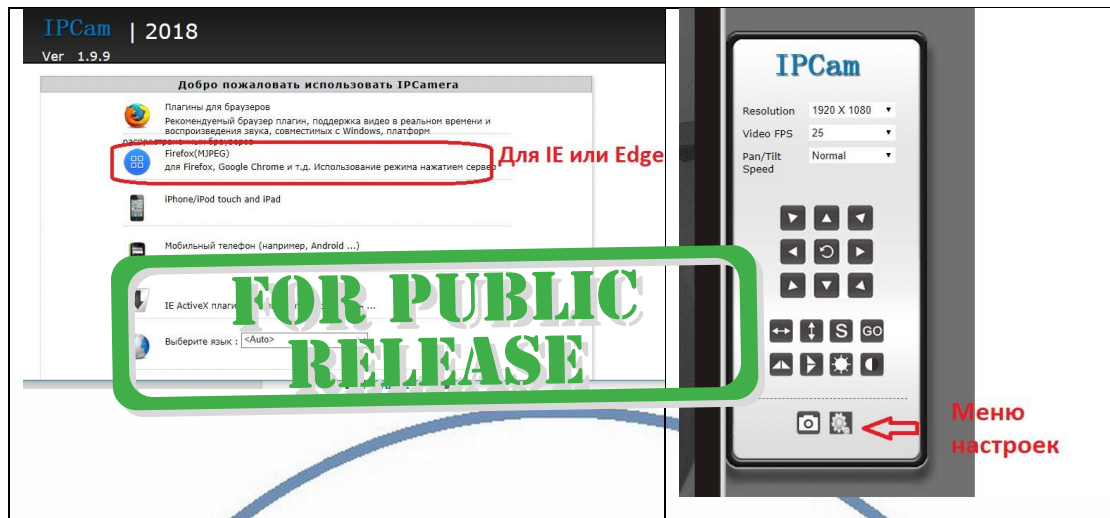 IPCam | 2018
Ver 1.9.9
Добро пожаловать использовать IPCamera
Плагины для браузеров
Рекомендуемый браузер плагин, поддержка видео в реальном времени и
воспроизведения звука, совместимых с Windows, платформ
браузеров
Firefox(MJPEG)
для Firefox, Google Chrome и т.д. Использование режима нажатием сервер
Для IE или Edge
iPhone/iPod touch and iPad
Мобильный телефон (например, Android ...)
IE ActiveX
Выберите язык : <Auto>
FOR PUBLIC
RELEASE
IPCam
Resolution 1920 X 1080
Video FPS 25
Pan/Tilt Normal
Speed
S GO
Меню
настроек